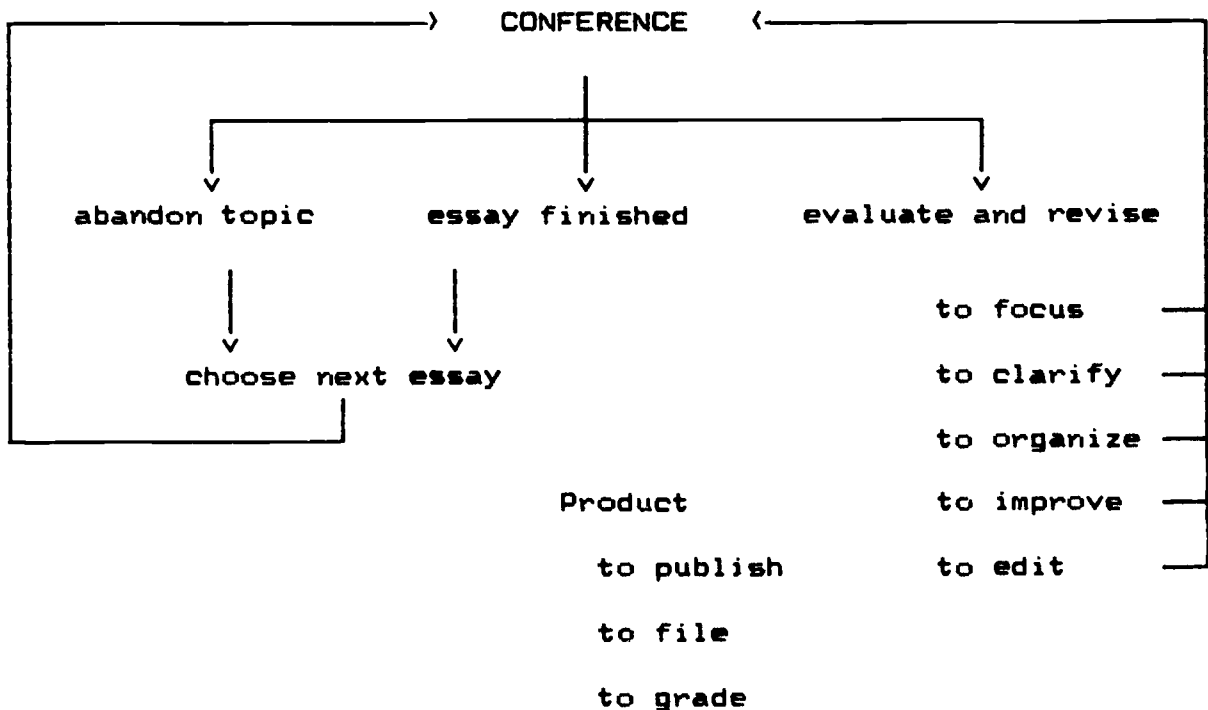 CONFERENCE
abandon topic essay finished evaluate and revise
to focus
choose next essay to clarify
to organize
Product to improve
to publish to edit
to file
to grade